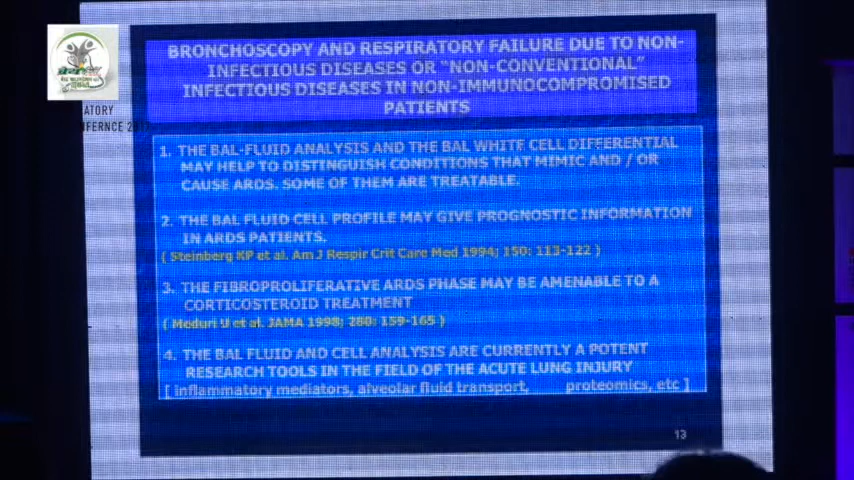 BRONCHOSCOPY AND RESPIRATORY FAILURE DUE TO NON-
INFECTIOUS DISEASES OR "NON-CONVENTIONAL"
INFECTIOUS DISEASES IN NON-IMMUNOCOMPROMISED
PATIENTS
ATORY
1. THE BAL-FLUID ANALYSIS AND THE BAL WHITE CELL DIFFERENTIAL
MAY HELP TO DISTINGUISH CONDITIONS THAT MIMIC AND / OR
CAUSE ARDS. SOME OF THEM ARE TREATABLE.
2. THE BAL FLUID CELL PROFILE MAY GIVE PROGNOSTIC INFORMATION
IN ARDS PATIENTS.
( Steinberg KP et al. Am J Respir Crit Care Med 1994; 150: 113-122 )
3. THE FIBROPROLIFERATIVE ARDS PHASE MAY BE AMENABLE TO A
CORTICOSTEROID TREATMENT
( Meduri U et al. JAMA 1998; 280: 159-165 )
4. THE BAL FLUID AND CELL ANALYSIS ARE CURRENTLY A POTENT
RESEARCH TOOLS IN THE FIELD OF THE ACUTE LUNG INJURY
[ inflammatory mediators, alveolar fluid transport, proteomics, etc ]
13